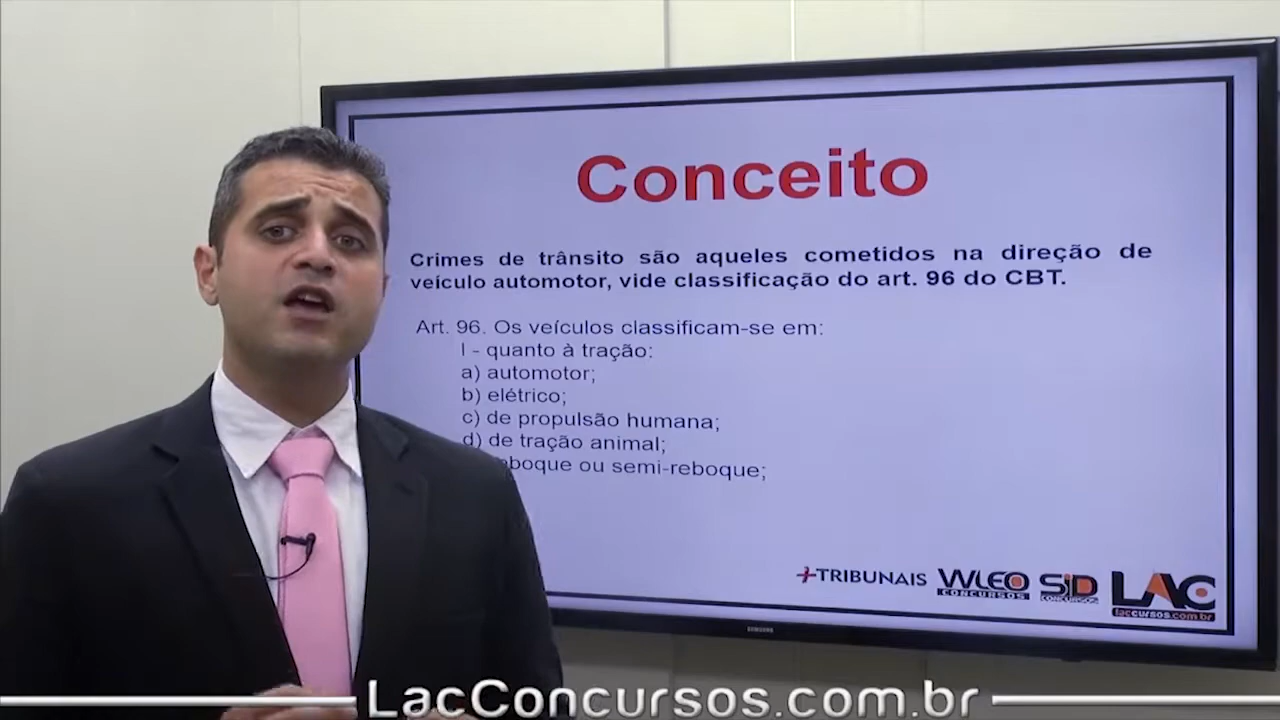 Conceito
Crimes de trânsito são aqueles cometidos na direção de
veículo automotor, vide classificação do art. 96 do CBT.
Art. 96. Os veículos classificam-se em:
I - quanto à tração:
a) automotor;
b) elétrico;
c) de propulsão humana;
d) de tração animal;
ou semi-reboque;
+TRIBUNAIS WLEO CONCURSOS SID CONCURSOS LAC laccursos.com.br
SAMSUNG
LacConcursos.com.br